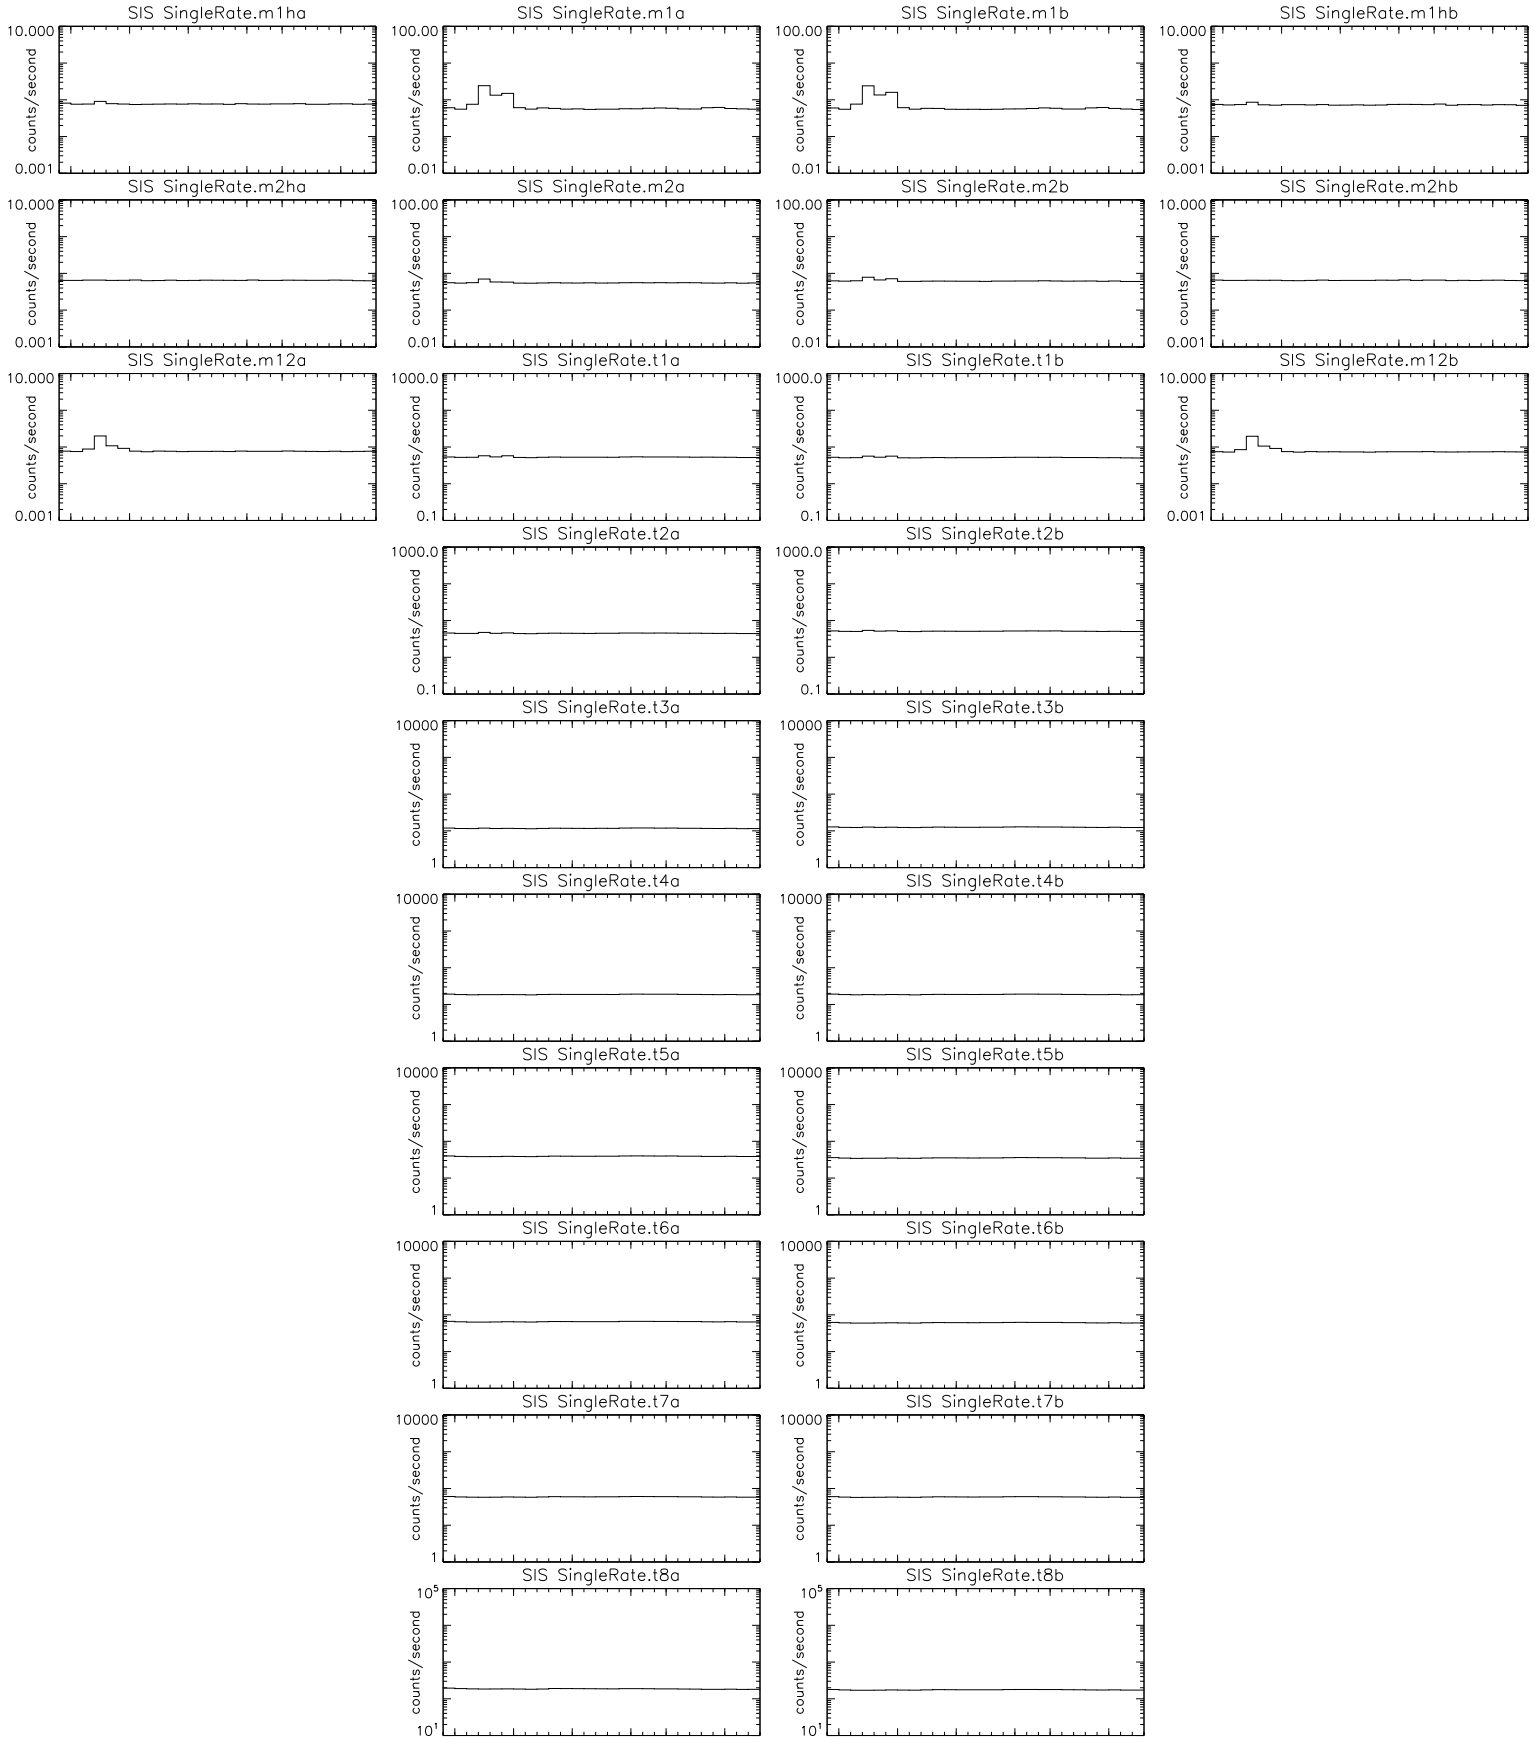 SIS SingleRate.m1ha
10.000
counts/second
0.001
SIS SingleRate.m1a
100.00
counts/second
0.01
SIS SingleRate.m1b
100.00
counts/second
0.01
SIS SingleRate.m1hb
10.000
counts/second
0.001
SIS SingleRate.m2ha
10.000
counts/second
0.001
SIS SingleRate.m2a
100.00
counts/second
0.01
SIS SingleRate.m2b
100.00
counts/second
0.01
SIS SingleRate.m2hb
10.000
counts/second
0.001
SIS SingleRate.m12a
10.000
counts/second
0.001
SIS SingleRate.t1a
1000.0
counts/second
0.1
SIS SingleRate.t1b
1000.0
counts/second
0.1
SIS SingleRate.m12b
10.000
counts/second
0.001
SIS SingleRate.t2a
1000.0
counts/second
0.1
SIS SingleRate.t2b
1000.0
counts/second
0.1
SIS SingleRate.t3a
10000
counts/second
1
SIS SingleRate.t3b
10000
counts/second
1
SIS SingleRate.t4a
10000
counts/second
1
SIS SingleRate.t4b
10000
counts/second
1
SIS SingleRate.t5a
10000
counts/second
1
SIS SingleRate.t5b
10000
counts/second
1
SIS SingleRate.t6a
10000
counts/second
1
SIS SingleRate.t6b
10000
counts/second
1
SIS SingleRate.t7a
10000
counts/second
1
SIS SingleRate.t7b
10000
counts/second
1
SIS SingleRate.t8a
10⁵
counts/second
10¹
SIS SingleRate.t8b
10⁵
counts/second
10¹